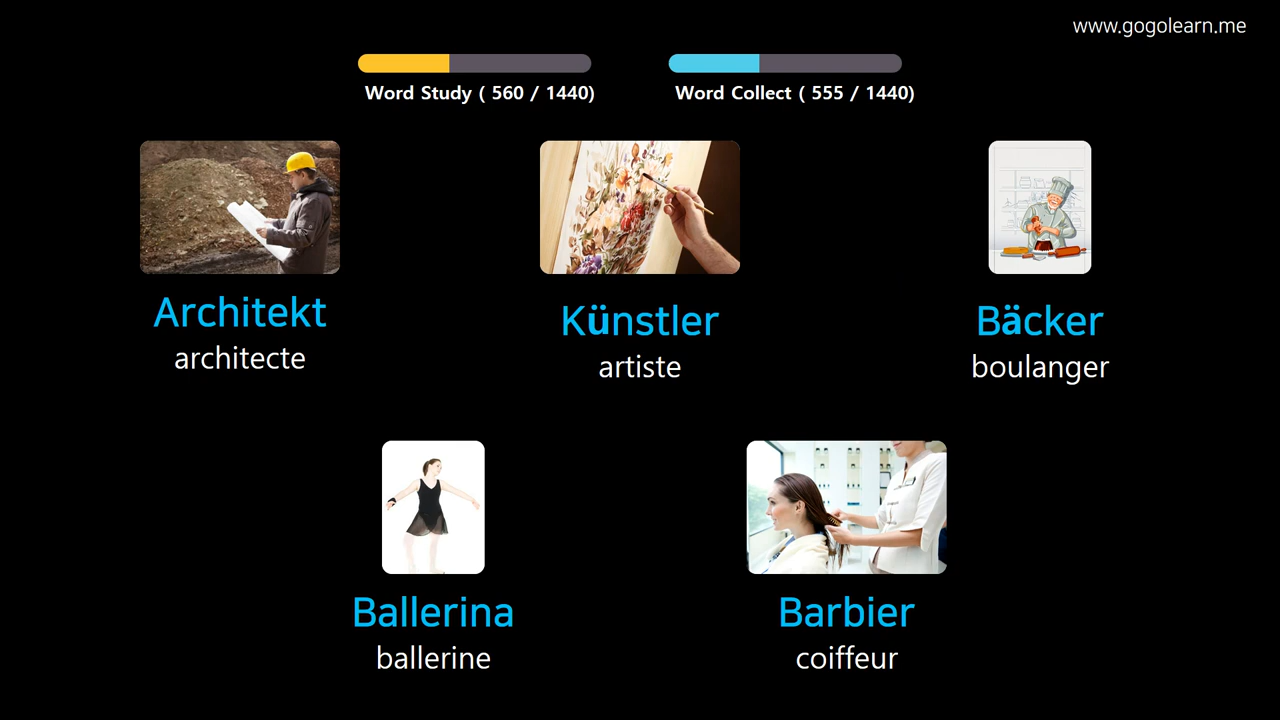 www.gogolearn.me
Word Study ( 560 / 1440)
Word Collect ( 555 / 1440)
Architekt
architecte
Künstler
artiste
Bäcker
boulanger
Ballerina
ballerine
Barbier
coiffeur